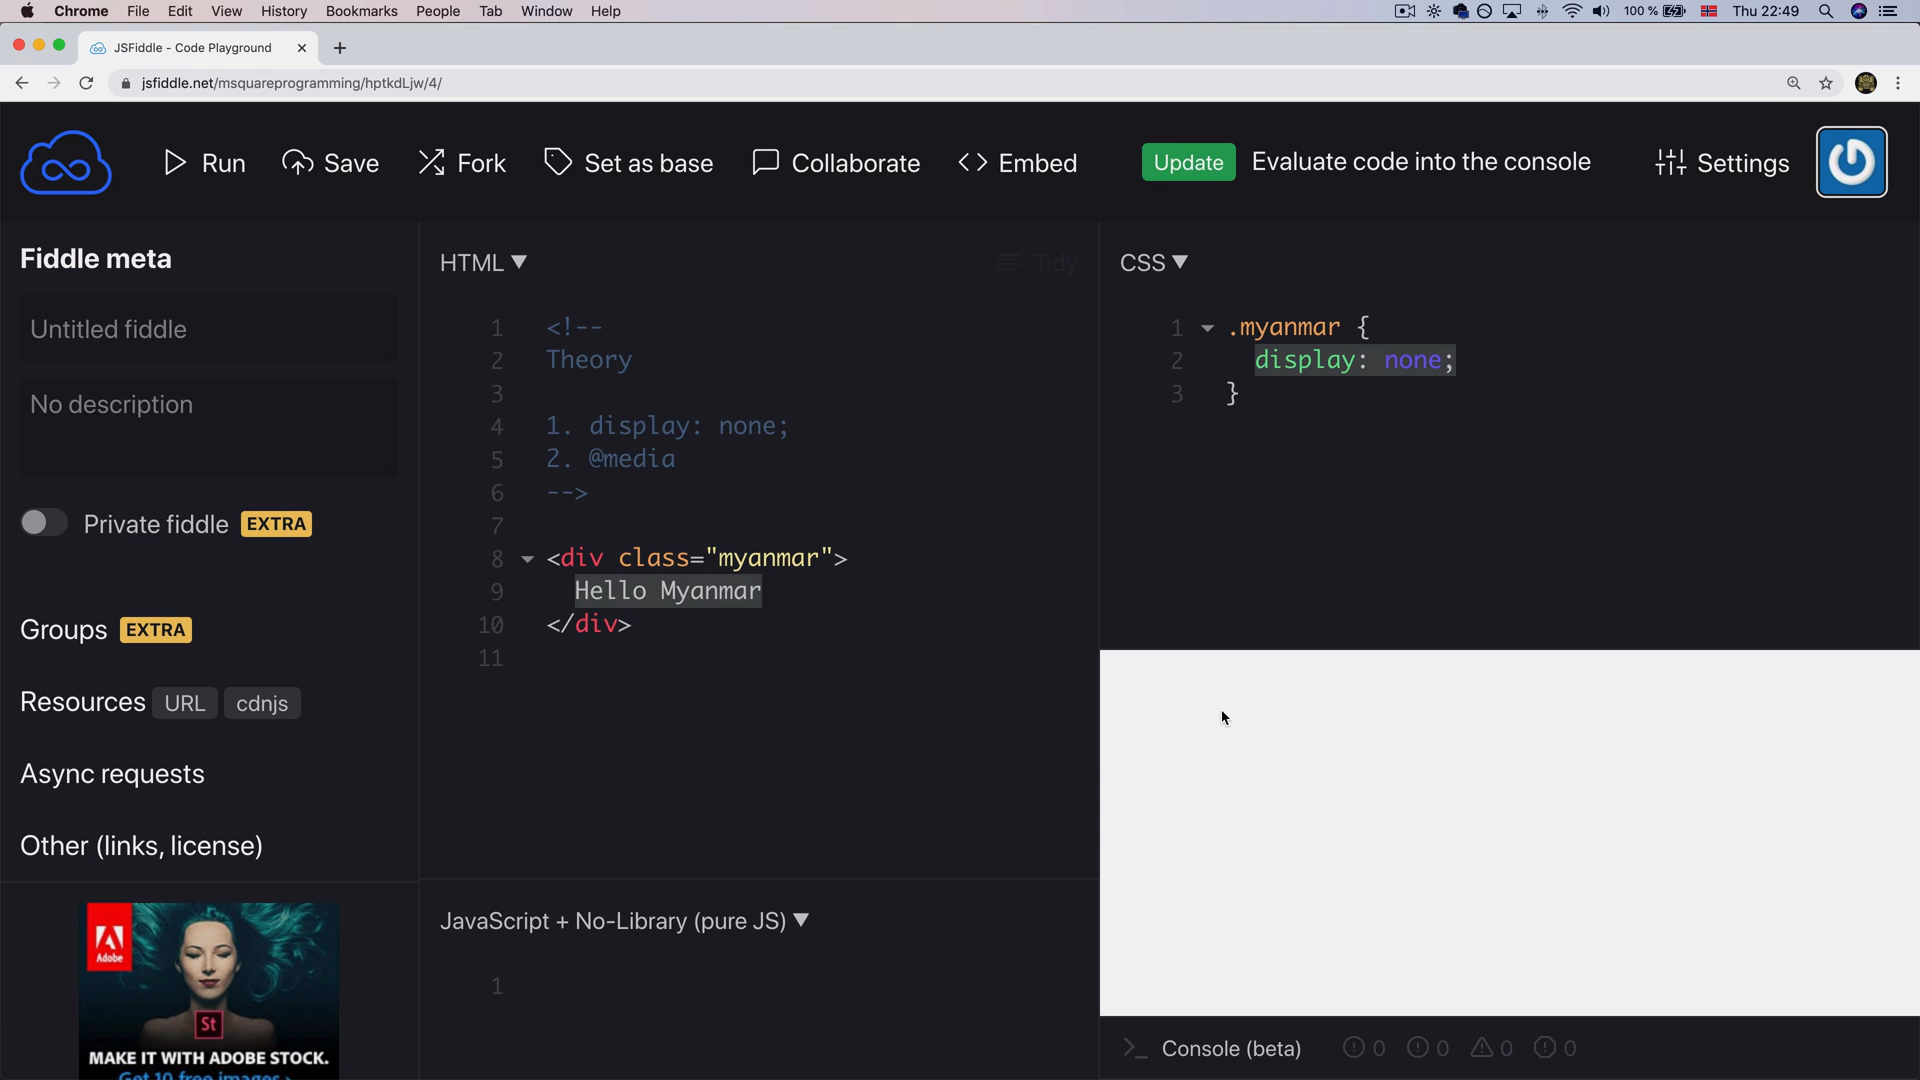 Chrome File Edit View History Bookmarks People Tab Window Help 100 % Thu 22:49
JSFiddle - Code Playground
jsfiddle.net/msquareprogramming/hptkdLjw/4/
Run Save Fork Set as base Collaborate Embed Update Evaluate code into the console Settings
Fiddle meta
Untitled fiddle
No description
Private fiddle EXTRA
Groups EXTRA
Resources URL cdnjs
Async requests
Other (links, license)
Adobe
St
MAKE IT WITH ADOBE STOCK.
Get 10 free images >
HTML ▼ Tidy
1 <!--
2 Theory
3
4 1. display: none;
5 2. @media
6 -->
7
8 <div class="myanmar">
9 Hello Myanmar
10 </div>
11
JavaScript + No-Library (pure JS) ▼
1
CSS ▼
1 .myanmar {
2 display: none;
3 }
>_ Console (beta) 0 0 0 0